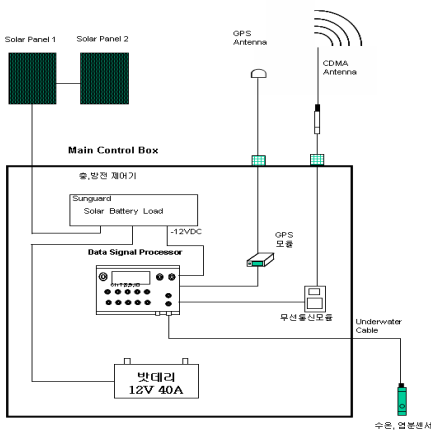 GPS
Antenna
Solar Panel 1
Solar Panel 2
CDMA
Antenna
Main Control Box
충,방전 제어기
Sunguard
Solar Battery Load
-12VDC
GPS
모듈
Data Signal Processor
무선통신모듈
Underwater
Cable
밧데리
12V 40A
수온, 염분센서